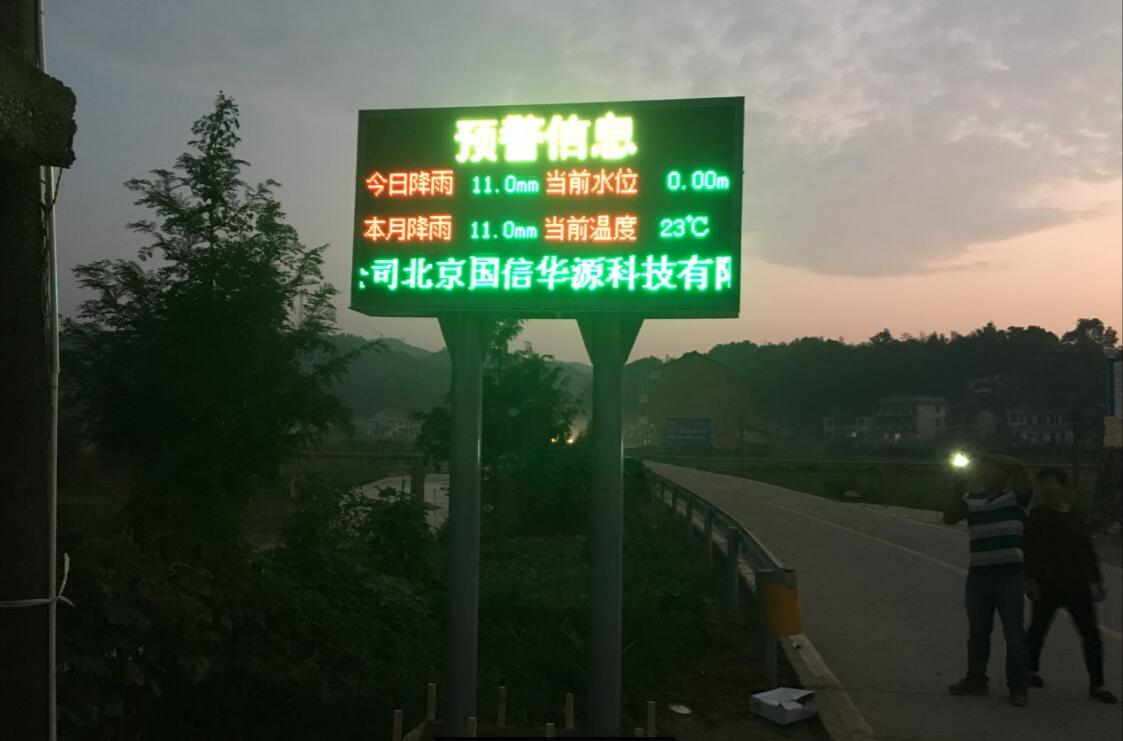 预警信息
今日降雨 11.0mm 当前水位 0.00m
本月降雨 11.0mm 当前温度 23℃
司北京国信华源科技有